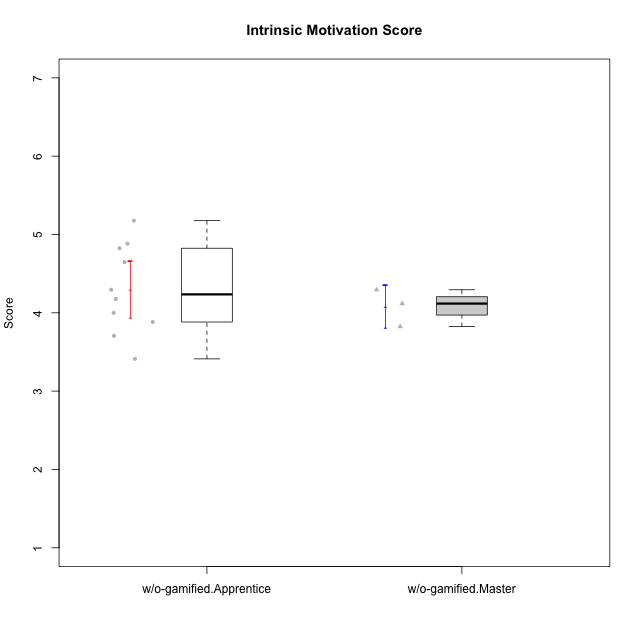 Intrinsic Motivation Score
7
6
5
4
3
2
1
Score
w/o-gamified.Apprentice
w/o-gamified.Master